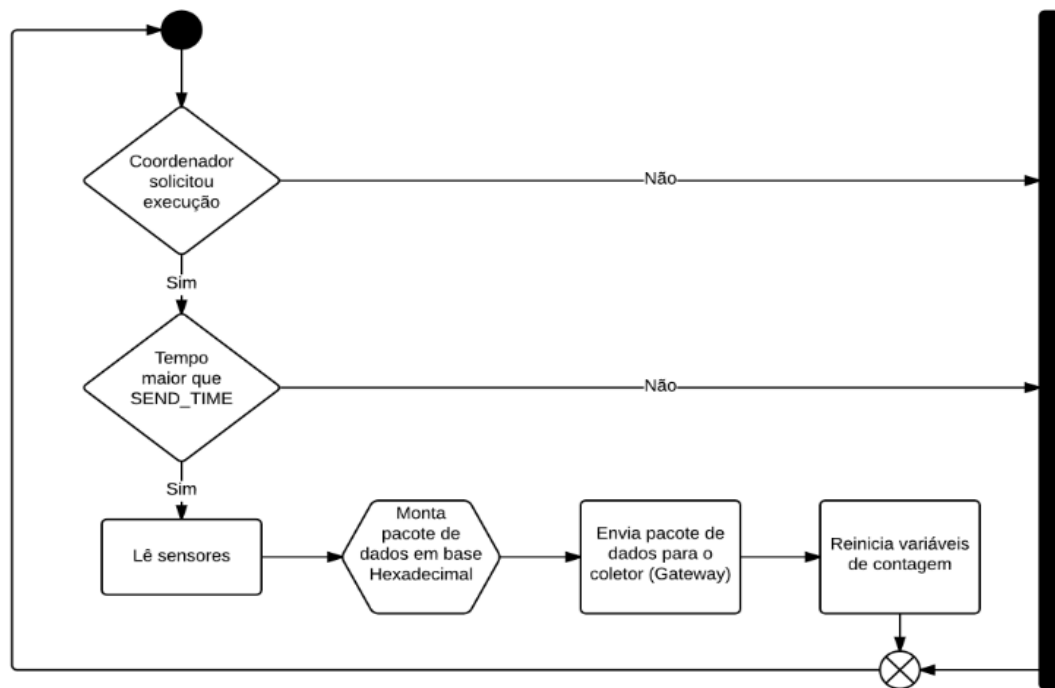 Coordenador
solicitou
execução
Não
Sim
Tempo
maior que
SEND_TIME
Não
Sim
Lê sensores
Monta
pacote de
dados em base
Hexadecimal
Envia pacote de
dados para o
coletor (Gateway)
Reinicia variáveis
de contagem